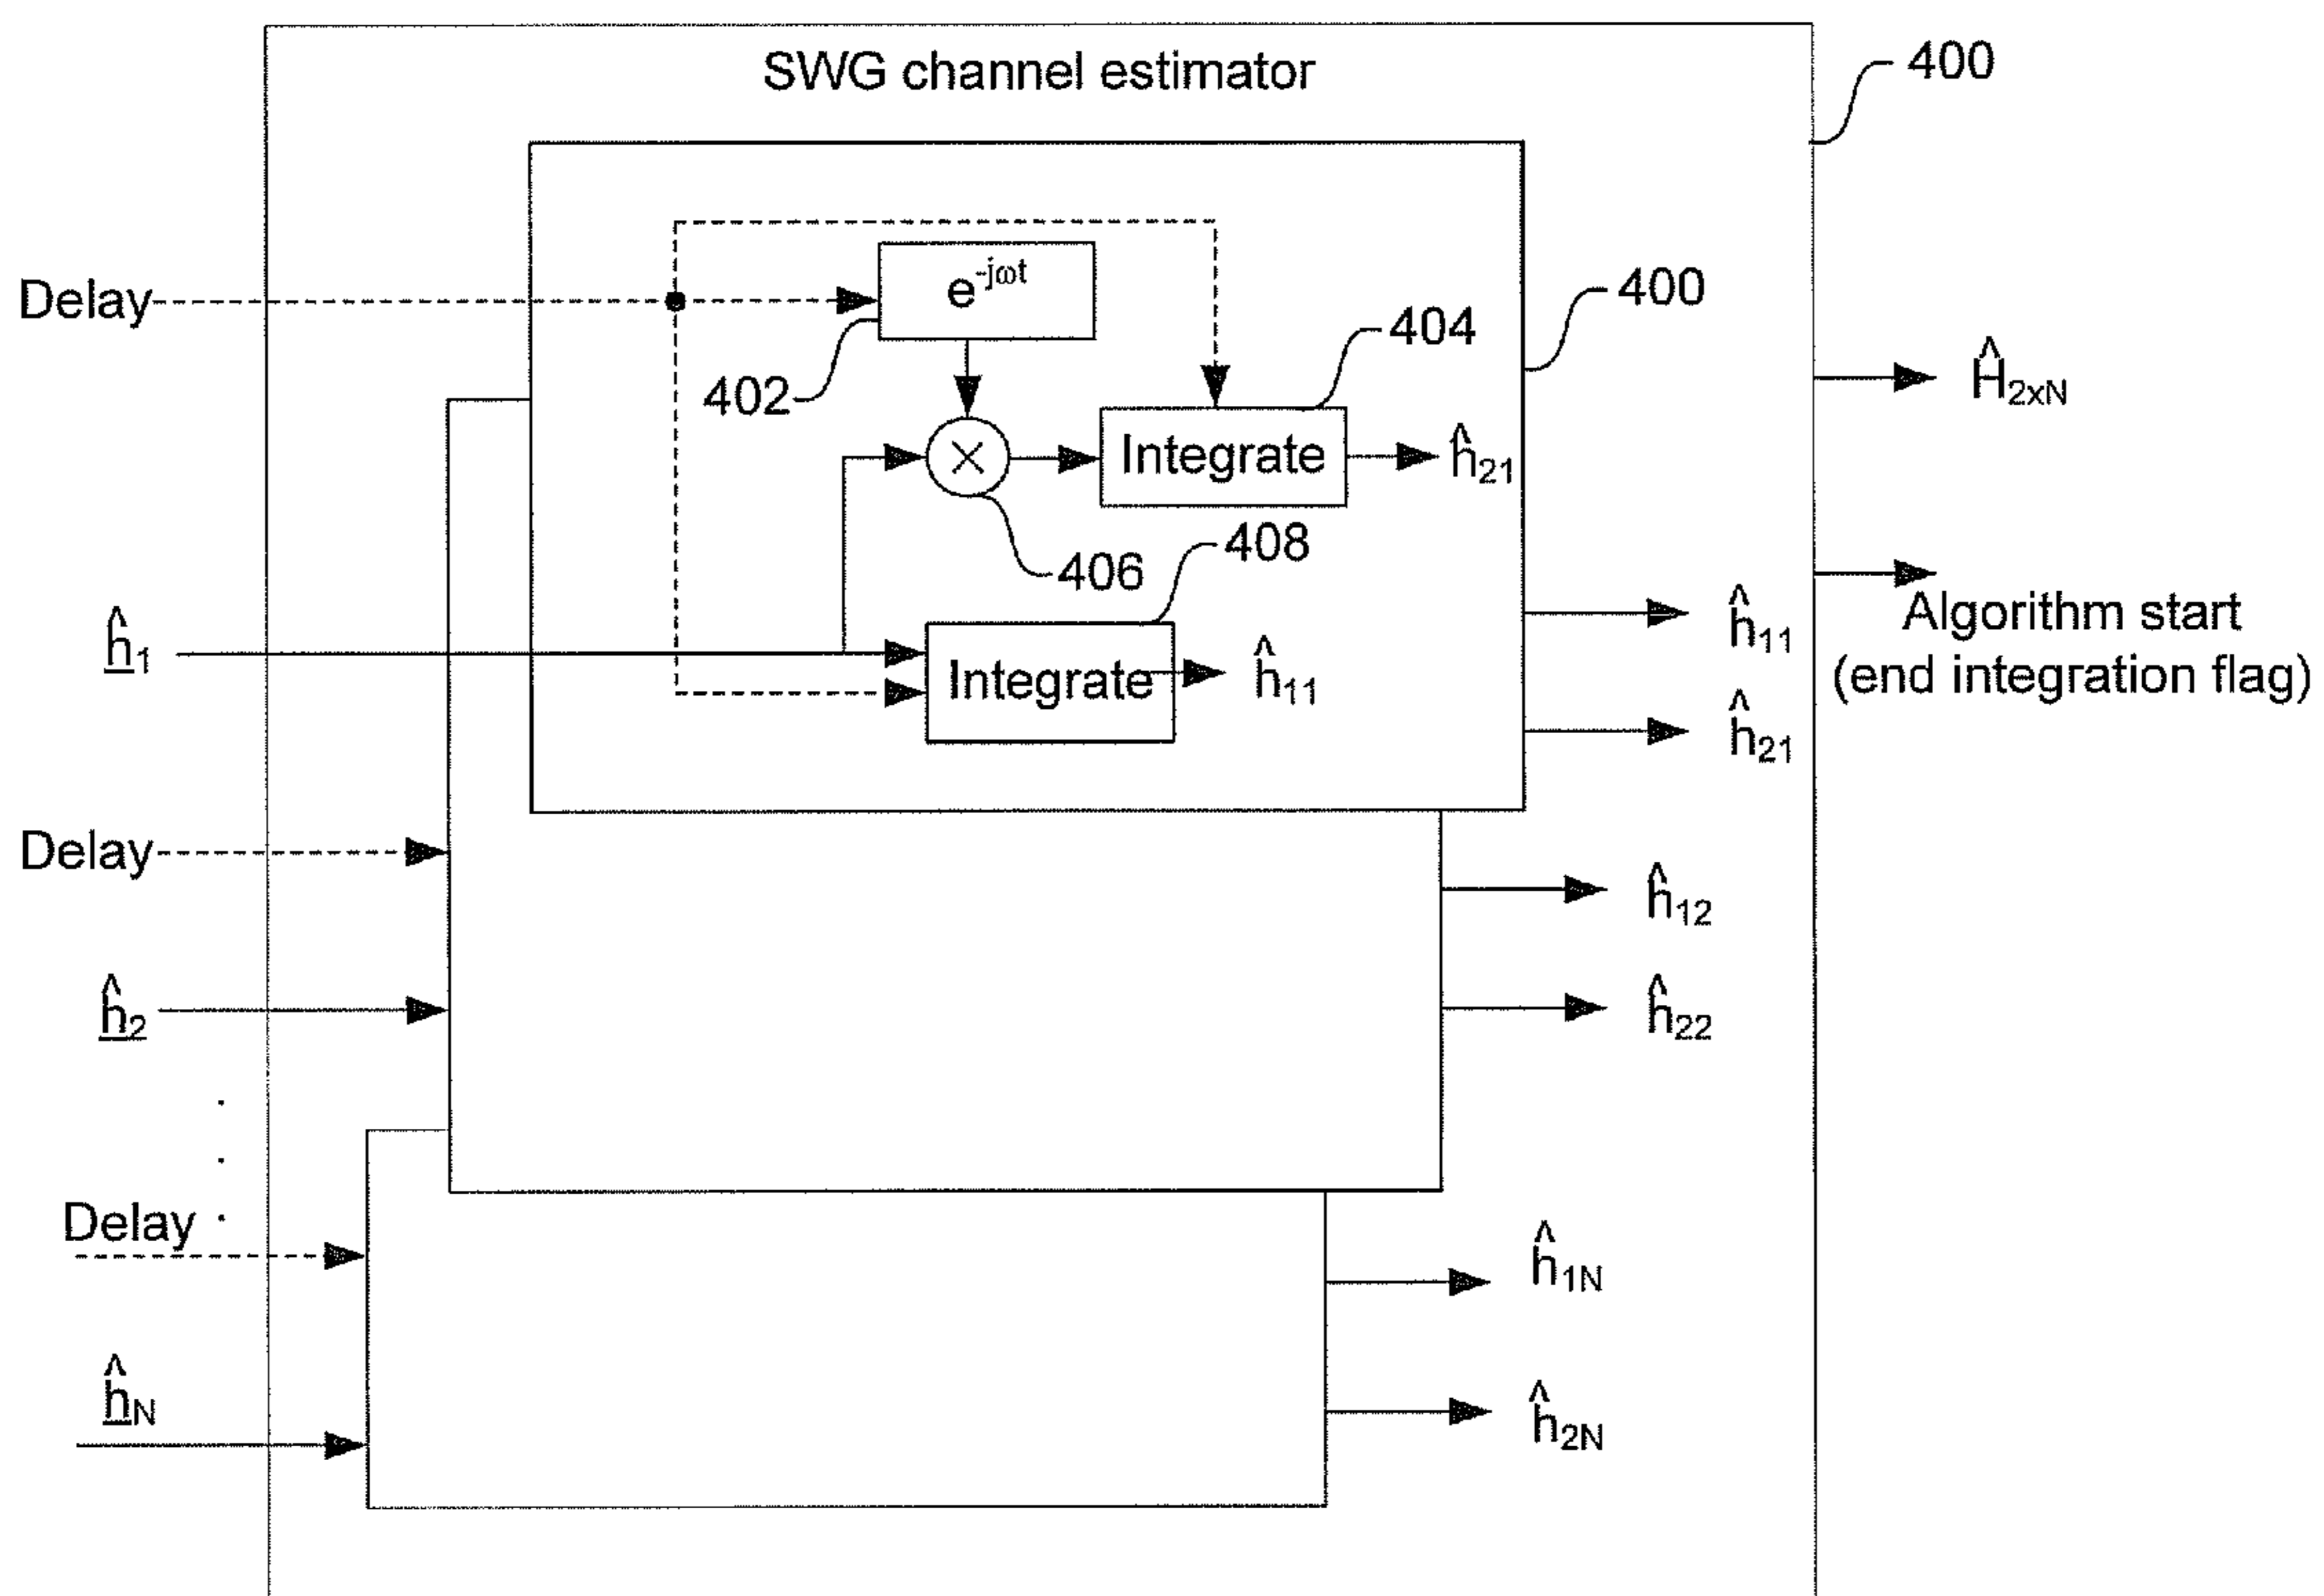 SWG channel estimator
400
Delay
e^-jωt
400
402
404
Ĥ2xN
×
Integrate
ĥ21
406
408
ĥ1
Integrate
ĥ11
ĥ11
Algorithm start
(end integration flag)
ĥ21
Delay
ĥ12
ĥ2
ĥ22
Delay
ĥ1N
ĥN
ĥ2N